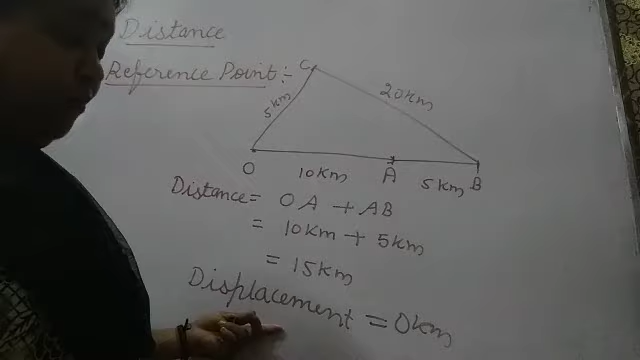 Distance
Reference Point:-
C
5km
20km
O
10km
A
5km
B
Distance = OA + AB
= 10km + 5km
= 15km
Displacement = 0km